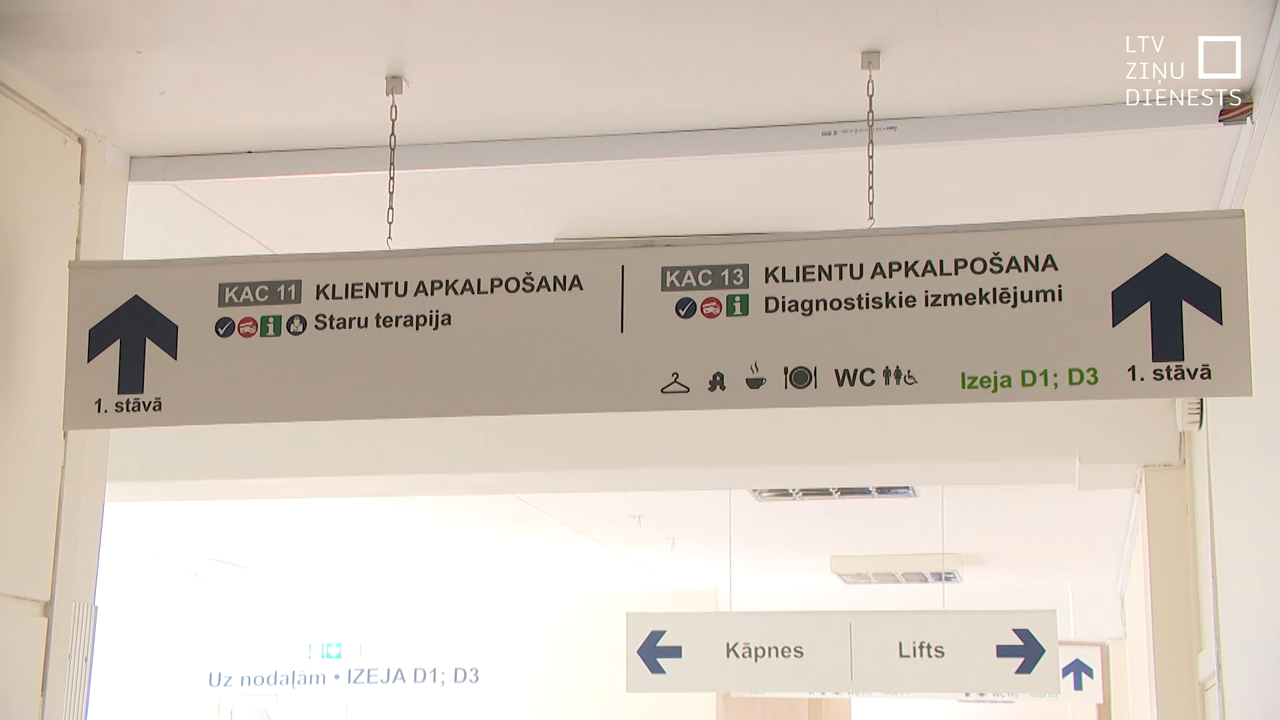 LTV
ZIŅU
DIENESTS
KAC 11 KLIENTU APKALPOŠANA
Staru terapija
1. stāvā
KAC 13 KLIENTU APKALPOŠANA
Diagnostiskie izmeklējumi
WC
Izeja D1; D3
1. stāvā
Kāpnes
Lifts
Uz nodaļām • IZEJA D1; D3